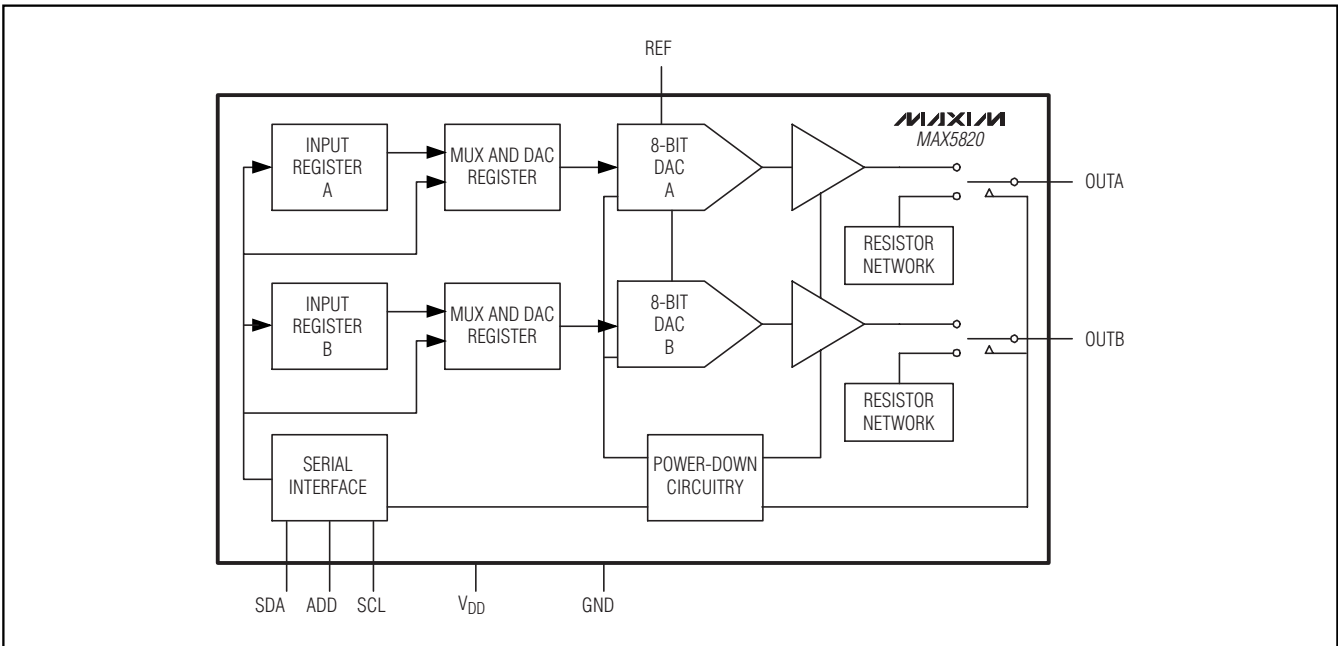 REF
MAXIM
MAX5820
INPUT
REGISTER
A
MUX AND DAC
REGISTER
8-BIT
DAC
A
OUTA
RESISTOR
NETWORK
INPUT
REGISTER
B
MUX AND DAC
REGISTER
8-BIT
DAC
B
OUTB
RESISTOR
NETWORK
SERIAL
INTERFACE
POWER-DOWN
CIRCUITRY
SDA
ADD
SCL
VDD
GND